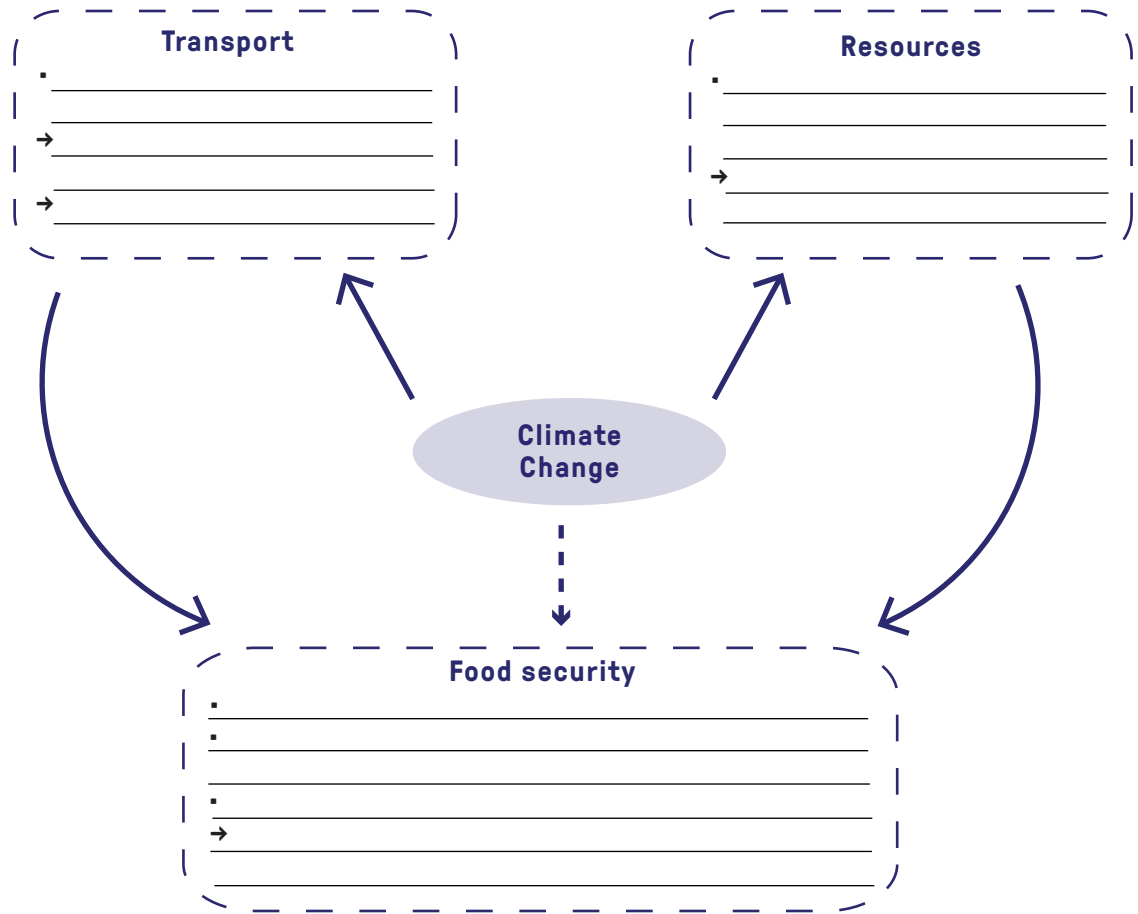 Transport
Resources
Climate
Change
Food security